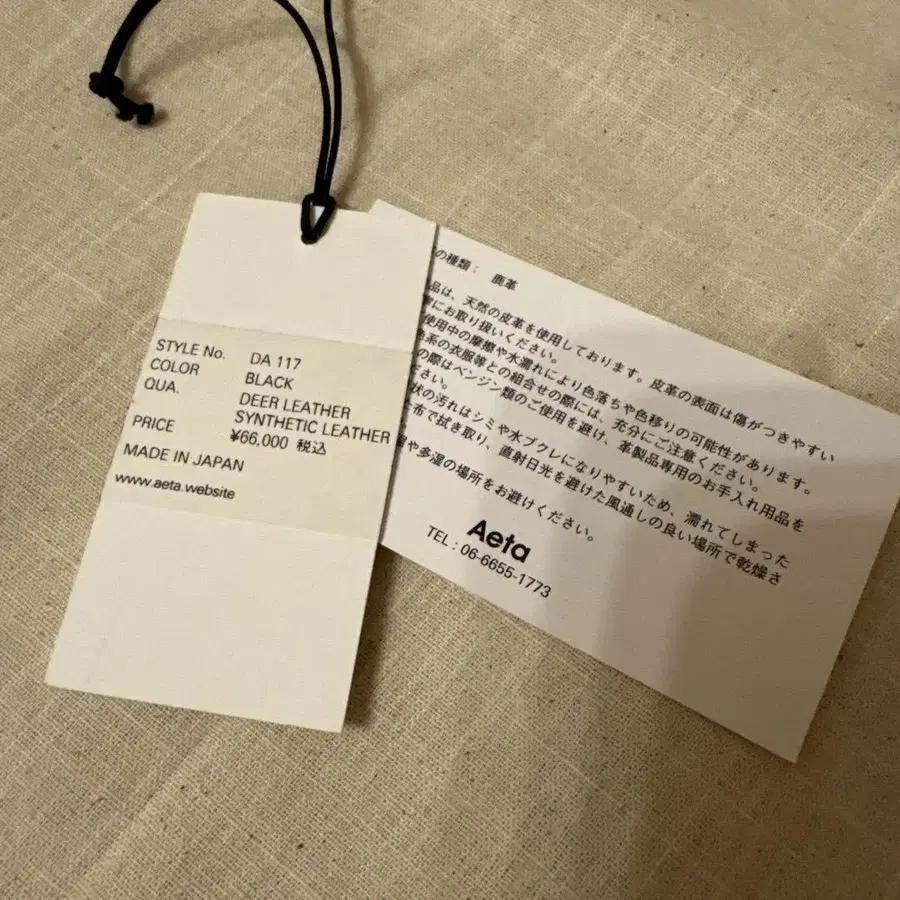 STYLE No. DA 117
COLOR BLACK
QUA. DEER LEATHER
SYNTHETIC LEATHER
PRICE ¥66,000 税込
MADE IN JAPAN
www.aeta.website
の種類： 鹿革
品は、天然の皮革を使用しております。皮革の表面は傷がつきやすい
にお取り扱いください。
使用中の摩擦や水濡れにより色落ちや色移りの可能性があります。
色系の衣服等との組合せの際には、充分にご注意ください。
の際はベンジン類のご使用を避け、革製品専用のお手入れ用品を
さい。
状の汚れはシミや水ブクレになりやすいため、濡れてしまった
布で拭き取り、直射日光を避けた風通しの良い場所で乾燥さ
や多湿の場所をお避けください。
Aeta
TEL : 06-6655-1773